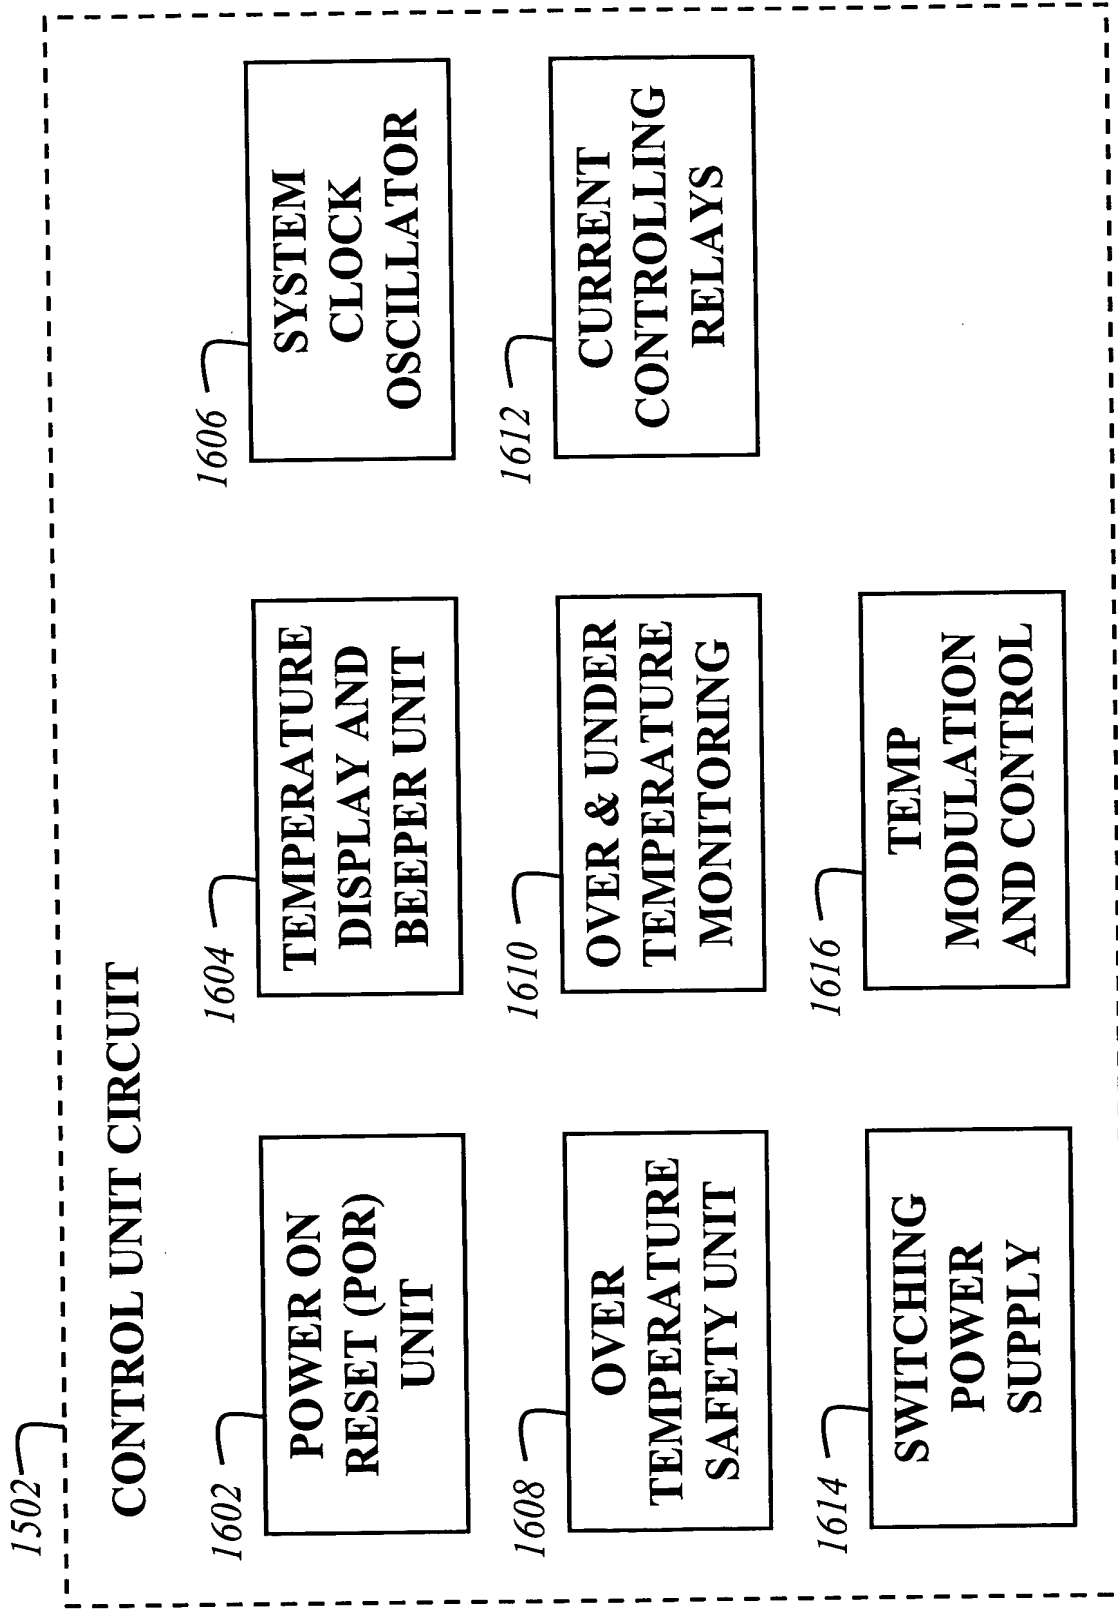 1502
CONTROL UNIT CIRCUIT
1602
POWER ON
RESET (POR)
UNIT
1604
TEMPERATURE
DISPLAY AND
BEEPER UNIT
1606
SYSTEM
CLOCK
OSCILLATOR
1608
OVER
TEMPERATURE
SAFETY UNIT
1610
OVER & UNDER
TEMPERATURE
MONITORING
1612
CURRENT
CONTROLLING
RELAYS
1614
SWITCHING
POWER
SUPPLY
1616
TEMP
MODULATION
AND CONTROL